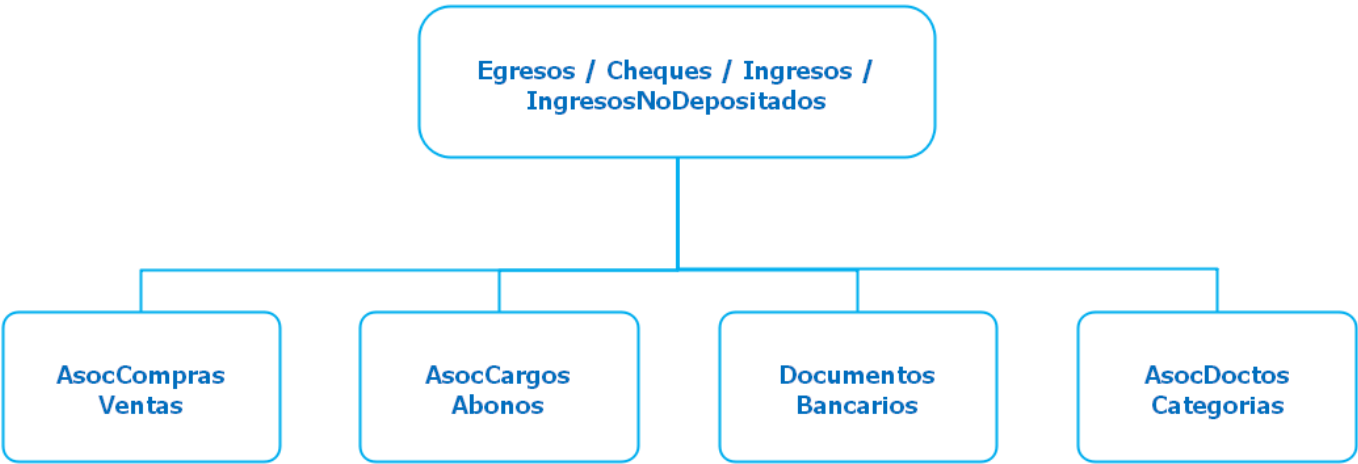 Egresos / Cheques / Ingresos /
IngresosNoDepositados
AsocCompras
Ventas
AsocCargos
Abonos
Documentos
Bancarios
AsocDoctos
Categorias